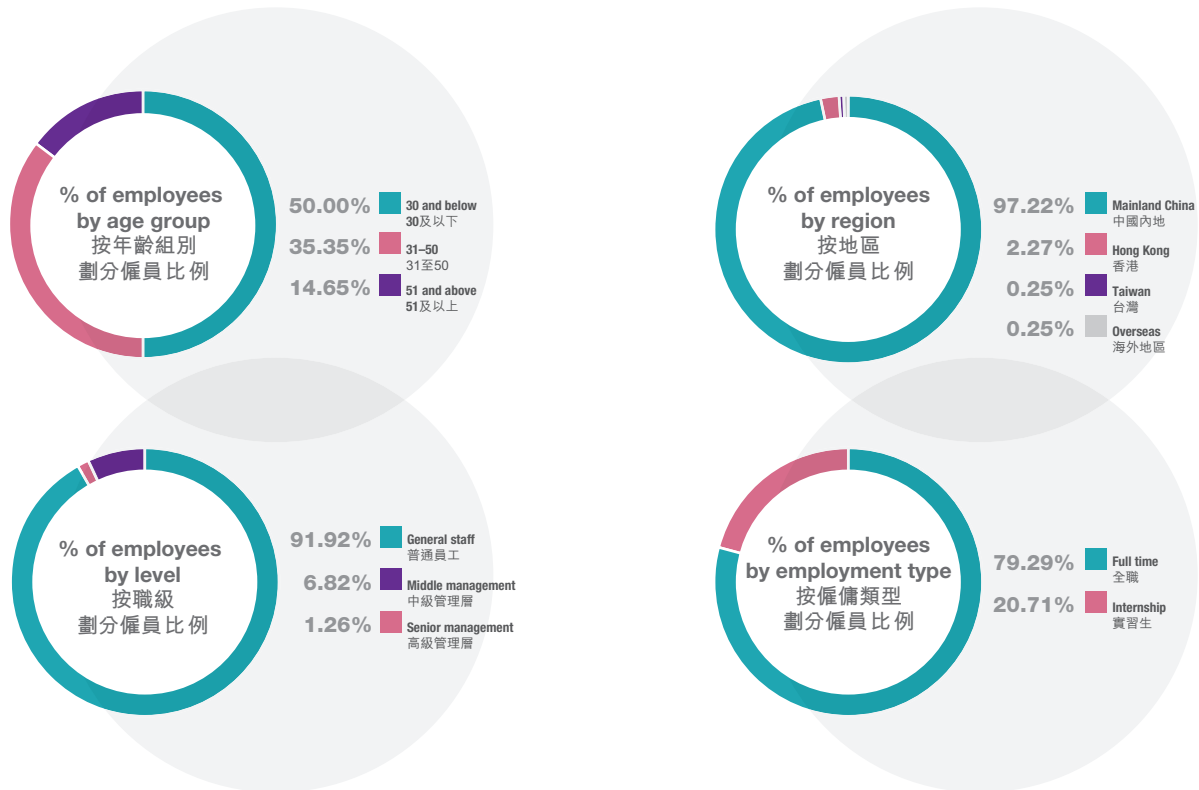 % of employees
by age group
按年齡組別
劃分僱員比例
50.00% 30 and below
30及以下
35.35% 31–50
31至50
14.65% 51 and above
51及以上
% of employees
by region
按地區
劃分僱員比例
97.22% Mainland China
中國內地
2.27% Hong Kong
香港
0.25% Taiwan
台灣
0.25% Overseas
海外地區
% of employees
by level
按職級
劃分僱員比例
91.92% General staff
普通員工
6.82% Middle management
中級管理層
1.26% Senior management
高級管理層
% of employees
by employment type
按僱傭類型
劃分僱員比例
79.29% Full time
全職
20.71% Internship
實習生